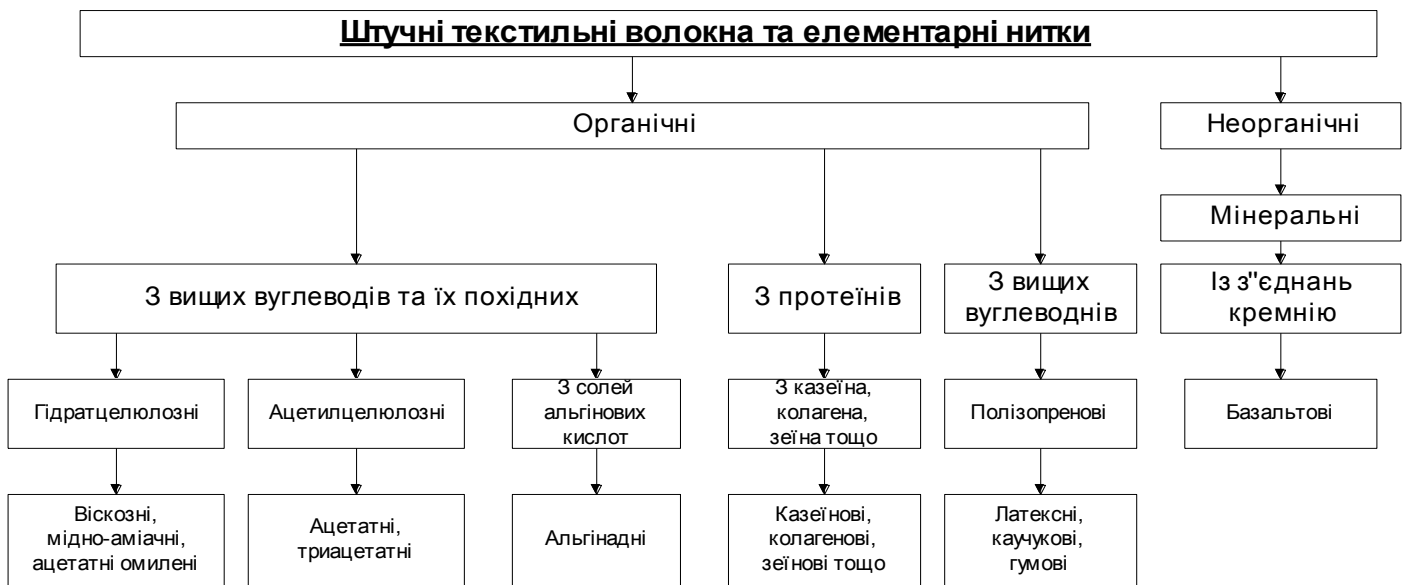 Штучні текстильні волокна та елементарні нитки
Органічні
Неорганічні
Мінеральні
З вищих вуглеводів та їх похідних
З протеїнів
З вищих
вуглеводнів
Із з"єднань
кремнію
Гідратцелюлозні
Ацетилцелюлозні
З солей
альгінових
кислот
З казеїна,
колагена,
зеїна тощо
Полізопренові
Базальтові
Віскозні,
мідно-аміачні,
ацетатні омилені
Ацетатні,
триацетатні
Альгінадні
Казеїнові,
колагенові,
зеїнові тощо
Латексні,
каучукові,
гумові